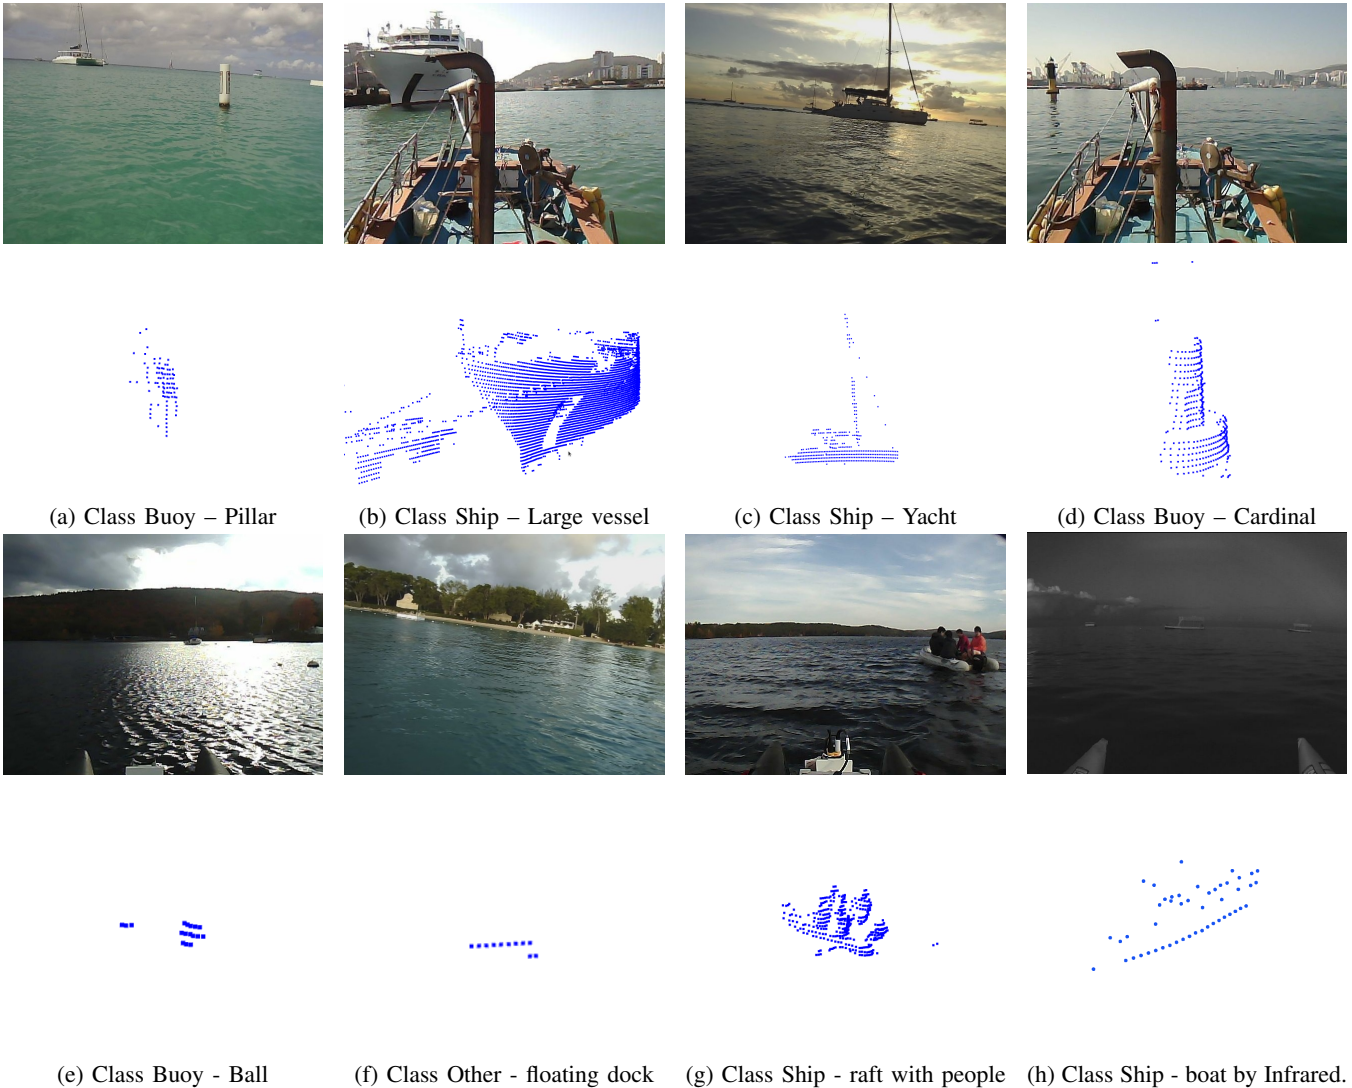 (a) Class Buoy – Pillar
(b) Class Ship – Large vessel
(c) Class Ship – Yacht
(d) Class Buoy – Cardinal
(e) Class Buoy - Ball
(f) Class Other - floating dock
(g) Class Ship - raft with people
(h) Class Ship - boat by Infrared.